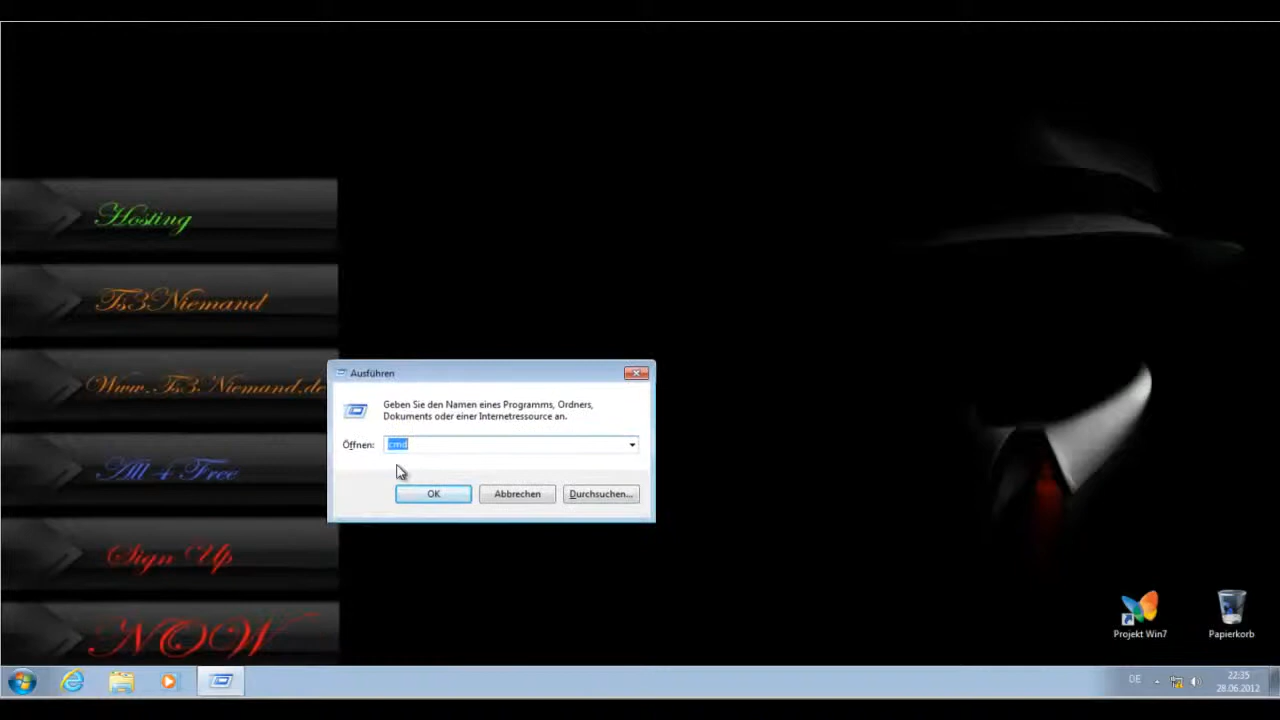 Hosting
Ts3Niemand
Www.Ts3.Niemand.de
All 4 Free
Sign Up
NOW
Ausführen
Geben Sie den Namen eines Programms, Ordners,
Dokuments oder einer Internetressource an.
Öffnen: cmd
OK Abbrechen Durchsuchen...
Projekt Win7 Papierkorb
DE 22:35
28.06.2012